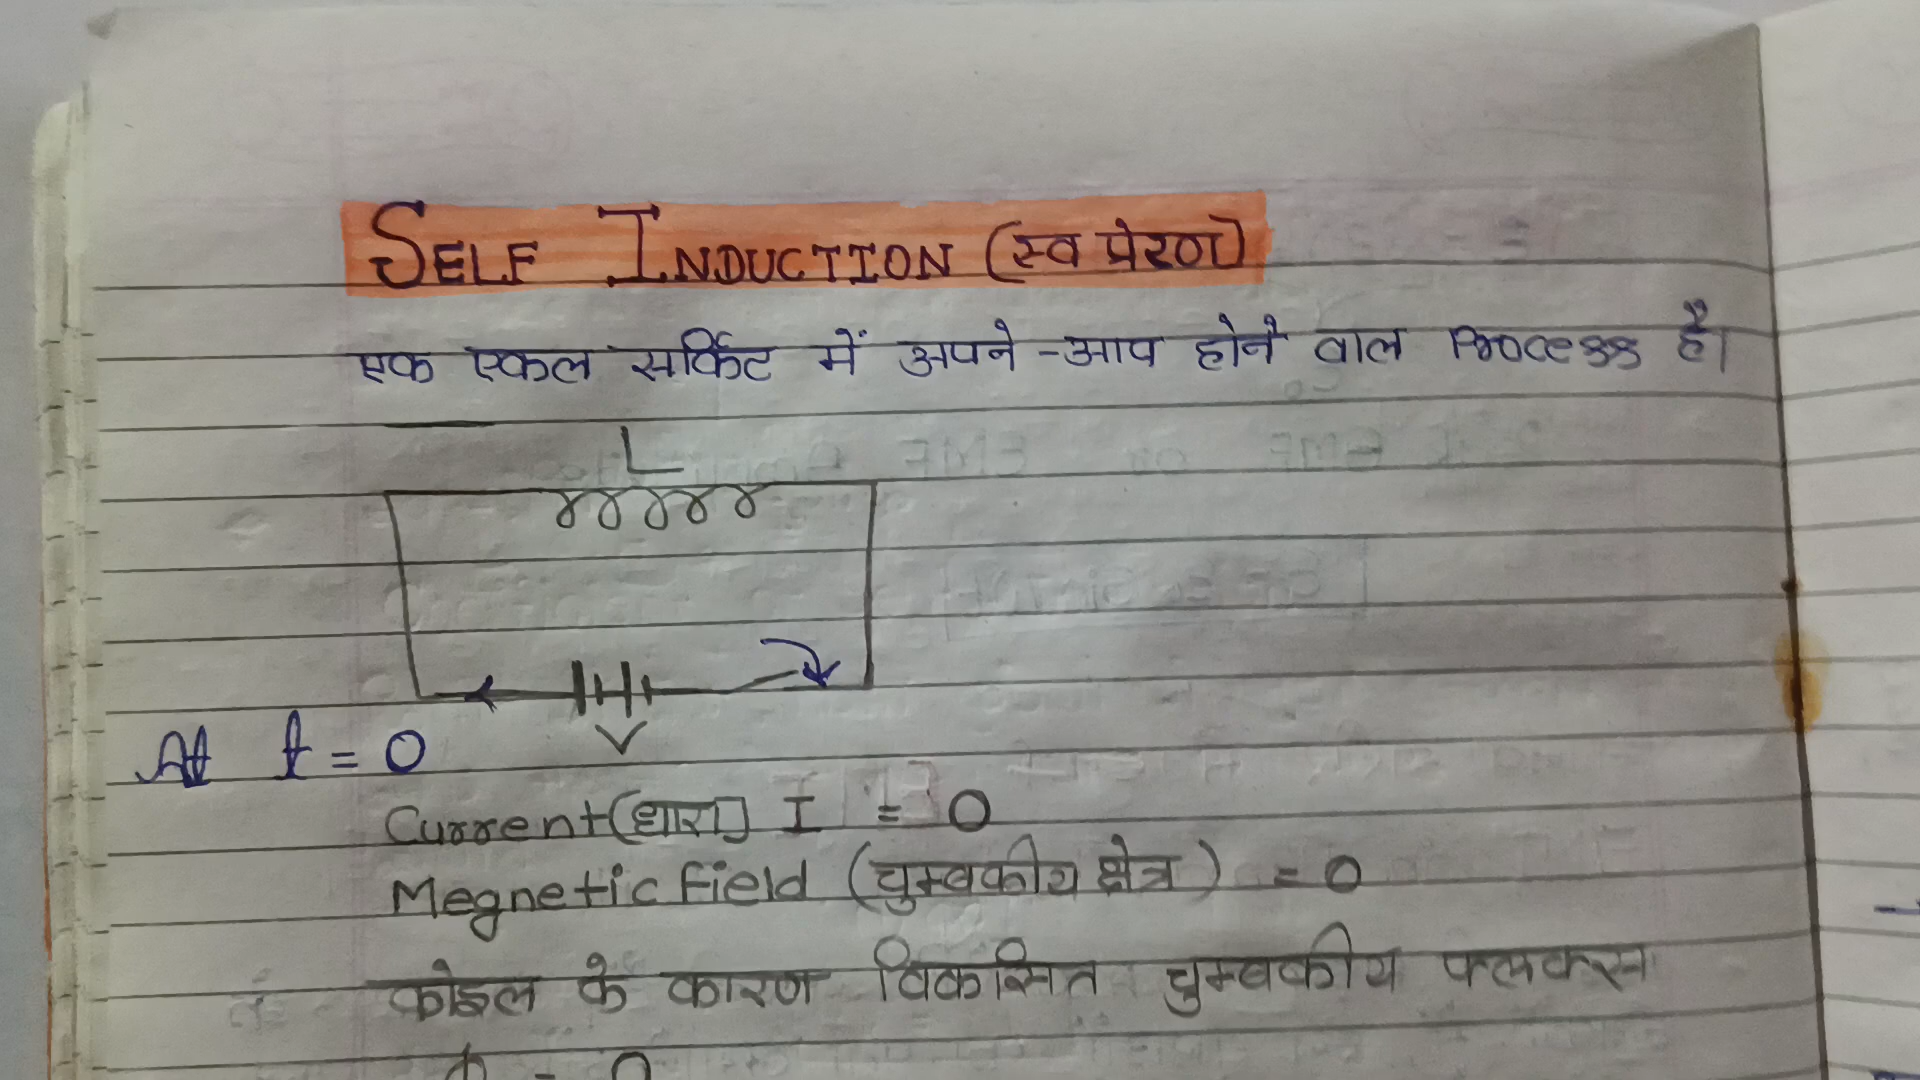 SELF INDUCTION (स्व प्रेरण)
एक एकल सर्किट में अपने-आप होने वाल Process है।
L
V
At t = 0
Current (धारा) I = 0
Megnetic Field (चुम्बकीय क्षेत्र) = 0
कोइल के कारण विकसित चुम्बकीय फ्लक्स
ϕ = 0